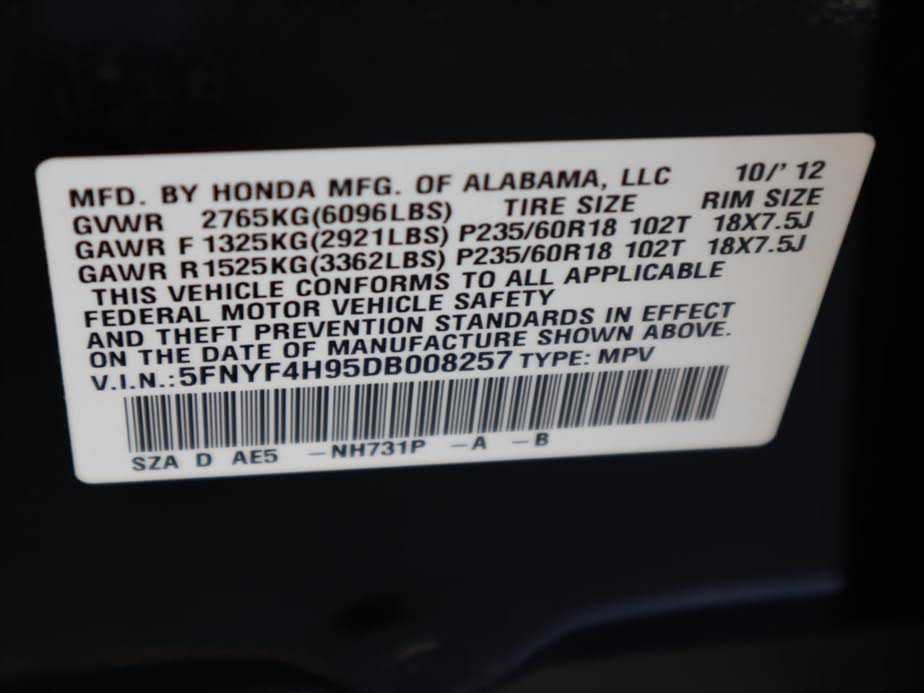 MFD. BY HONDA MFG. OF ALABAMA, LLC 10/' 12
GVWR 2765KG(6096LBS) TIRE SIZE RIM SIZE
GAWR F 1325KG(2921LBS) P235/60R18 102T 18X7.5J
GAWR R1525KG(3362LBS) P235/60R18 102T 18X7.5J
THIS VEHICLE CONFORMS TO ALL APPLICABLE
FEDERAL MOTOR VEHICLE SAFETY
AND THEFT PREVENTION STANDARDS IN EFFECT
ON THE DATE OF MANUFACTURE SHOWN ABOVE.
V.I.N.:5FNYF4H95DB008257 TYPE: MPV
SZA D AE5 –NH731P –A –B